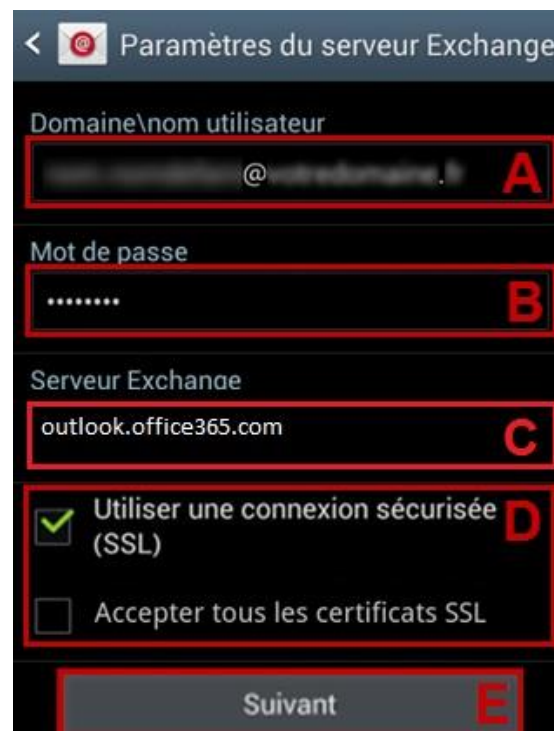 < Paramètres du serveur Exchange
Domaine\nom utilisateur
@ .
A
Mot de passe
••••••••
B
Serveur Exchange
outlook.office365.com
C
Utiliser une connexion sécurisée
(SSL)
D
Accepter tous les certificats SSL
Suivant
E